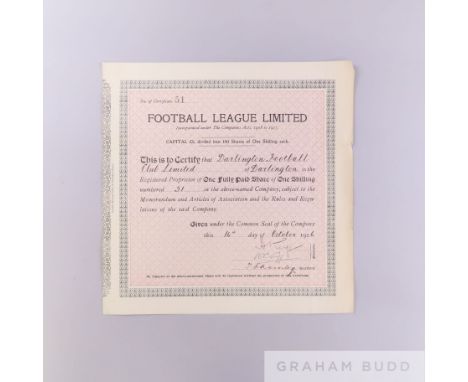 No. of Certificate 51
FOOTBALL LEAGUE LIMITED
Incorporated under The Companies Acts, 1908 to 1917.
CAPITAL £5, divided into 100 Shares of One Shilling each.
This is to Certify that Darlington Football
Club Limited of Darlington is the
Registered Proprietor of One Fully Paid Share of One Shilling
numbered 51 in the above-named Company, subject to the
Memorandum and Articles of Association and the Rules and Regu-
lations of the said Company.
Given under the Common Seal of the Company
this 16th day of October 1926
GRAHAM BUDD